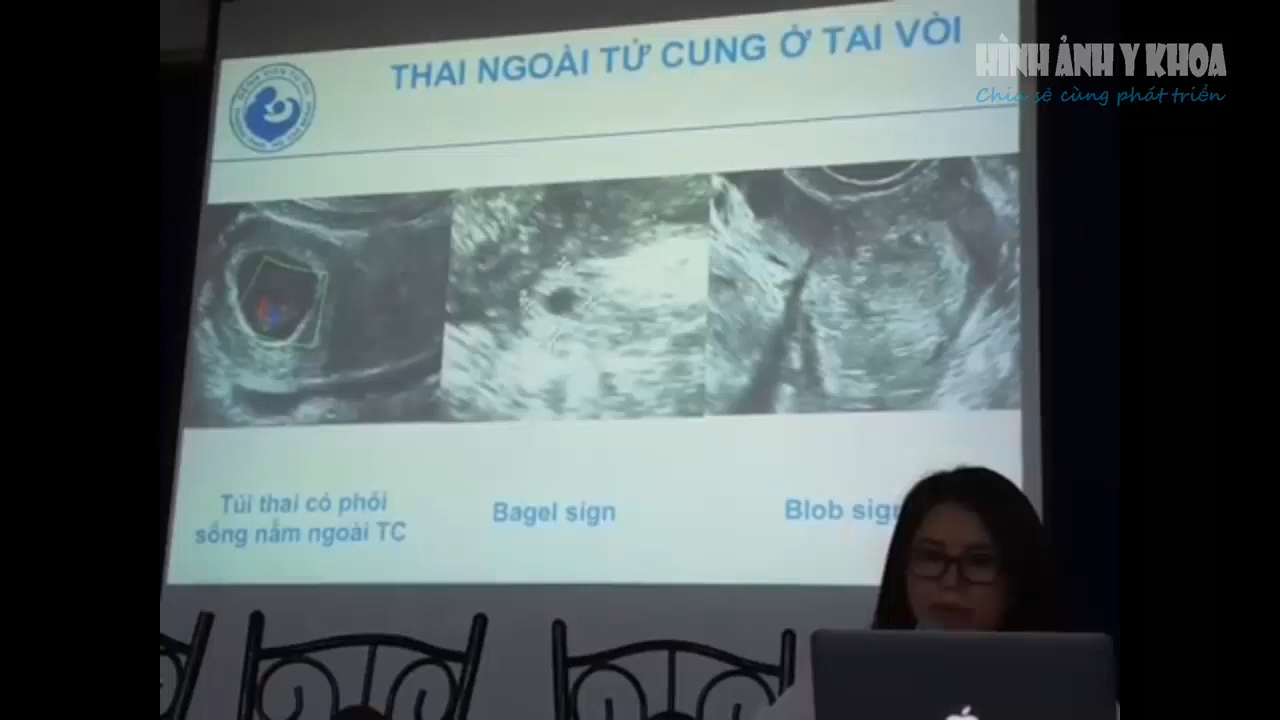 THAI NGOÀI TỬ CUNG Ở TAI VÒI
HÌNH ẢNH Y KHOA
Chia sẻ cùng phát triển
Túi thai có phôi
sống nằm ngoài TC
Bagel sign
Blob sign